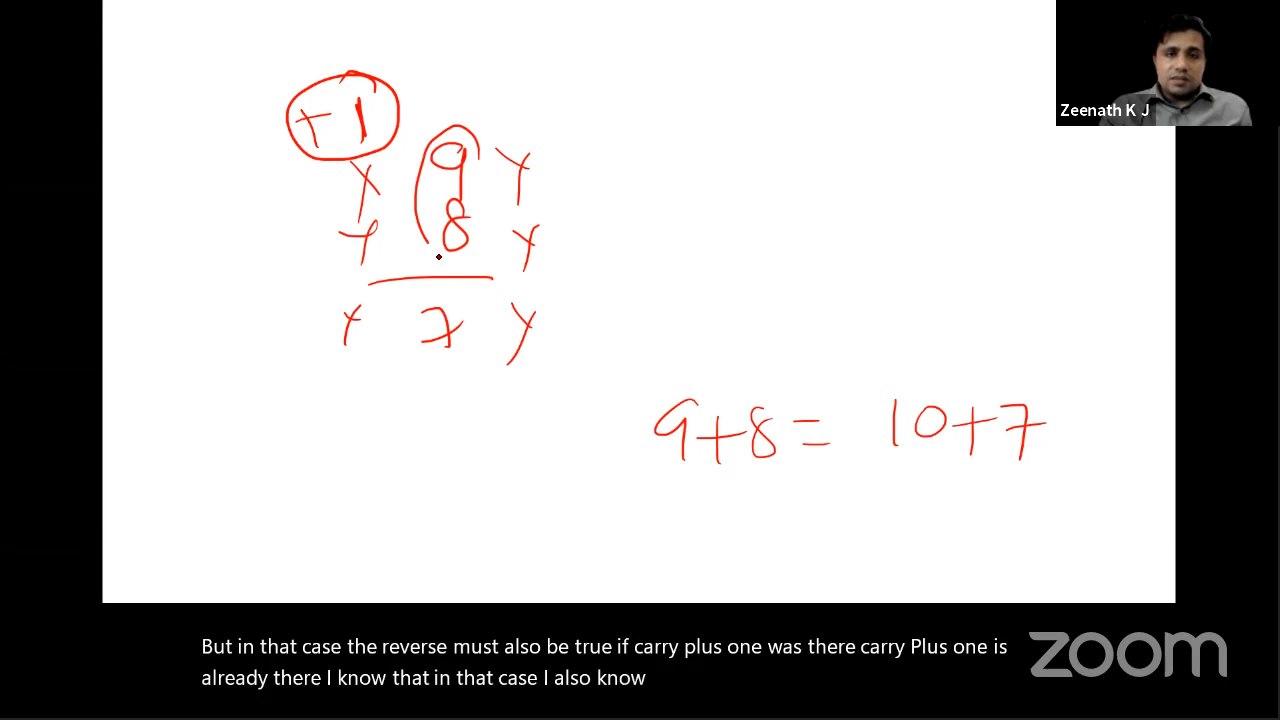 +1
Zeenath K J
Y 9 Y
Y 8 Y
Y 7 Y
9+8= 10+7
But in that case the reverse must also be true if carry plus one was there carry Plus one is
already there I know that in that case I also know
zoom